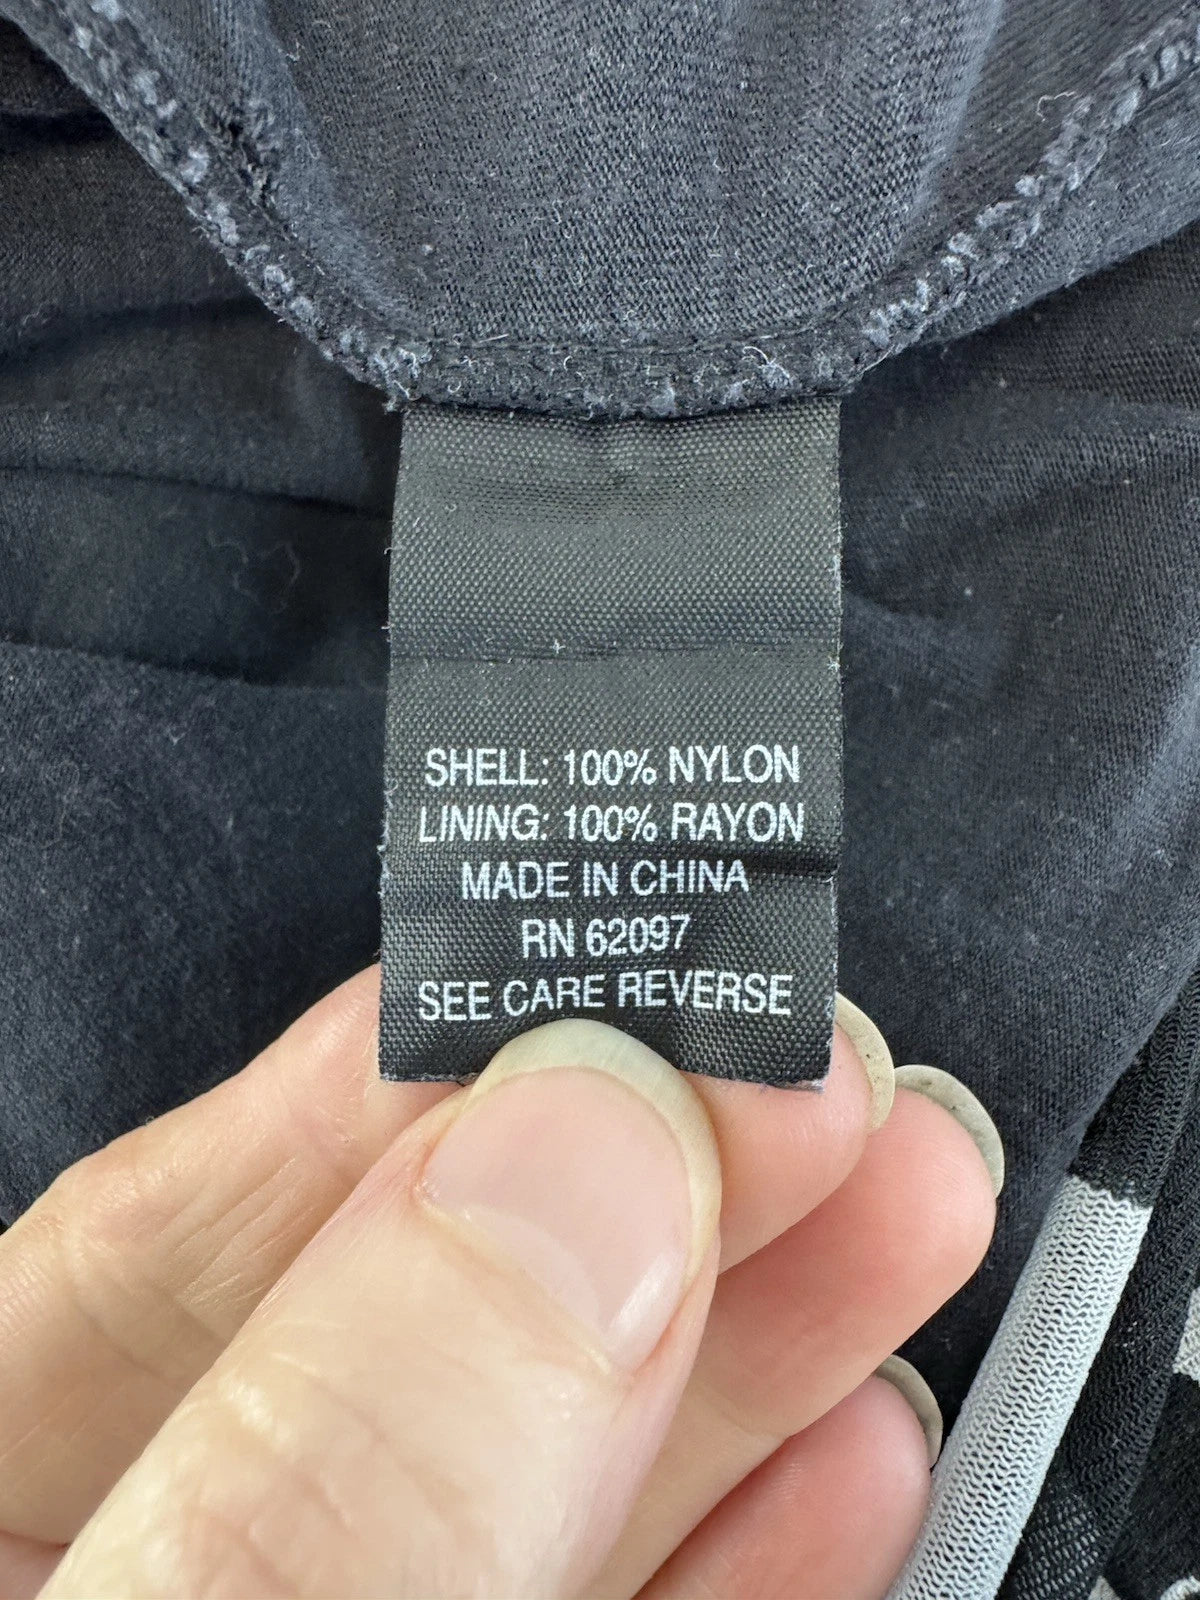 SHELL: 100% NYLON
LINING: 100% RAYON
MADE IN CHINA
RN 62097
SEE CARE REVERSE